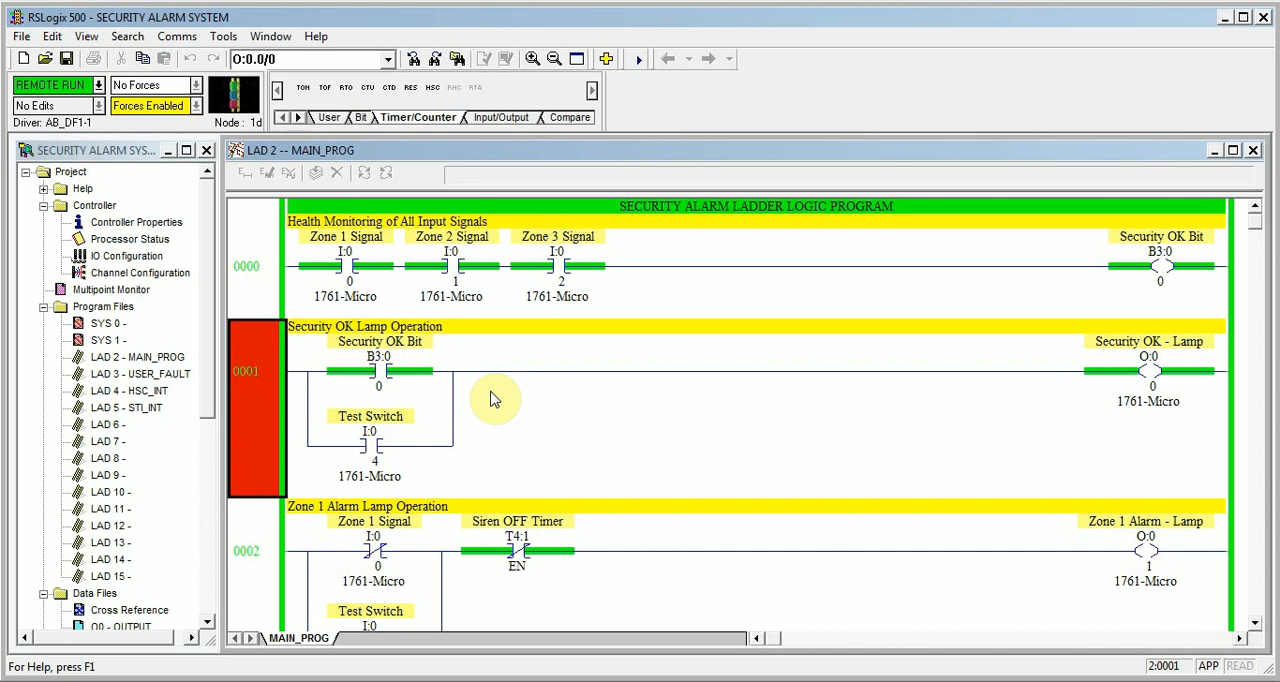 RSLogix 500 - SECURITY ALARM SYSTEM
File Edit View Search Comms Tools Window Help
O:0.0/0
REMOTE RUN No Forces
No Edits Forces Enabled
Driver: AB_DF1-1 Node : 1d
TON TOF RTO CTU CTD RES HSC RHC RTA
User Bit Timer/Counter Input/Output Compare
SECURITY ALARM SYS...
Project
Help
Controller
Controller Properties
Processor Status
IO Configuration
Channel Configuration
Multipoint Monitor
Program Files
SYS 0 -
SYS 1 -
LAD 2 - MAIN_PROG
LAD 3 - USER_FAULT
LAD 4 - HSC_INT
LAD 5 - STI_INT
LAD 6 -
LAD 7 -
LAD 8 -
LAD 9 -
LAD 10 -
LAD 11 -
LAD 12 -
LAD 13 -
LAD 14 -
LAD 15 -
Data Files
Cross Reference
O0 - OUTPUT
LAD 2 -- MAIN_PROG
SECURITY ALARM LADDER LOGIC PROGRAM
Health Monitoring of All Input Signals
Zone 1 Signal Zone 2 Signal Zone 3 Signal Security OK Bit
I:0 I:0 I:0 B3:0
0000
0 1 2 0
1761-Micro 1761-Micro 1761-Micro
Security OK Lamp Operation
Security OK Bit Security OK - Lamp
B3:0 O:0
0001
0 0
1761-Micro
Test Switch
I:0
4
1761-Micro
Zone 1 Alarm Lamp Operation
Zone 1 Signal Siren OFF Timer Zone 1 Alarm - Lamp
I:0 T4:1 O:0
0002
0 EN 1
1761-Micro 1761-Micro
Test Switch
I:0
MAIN_PROG
For Help, press F1 2:0001 APP READ